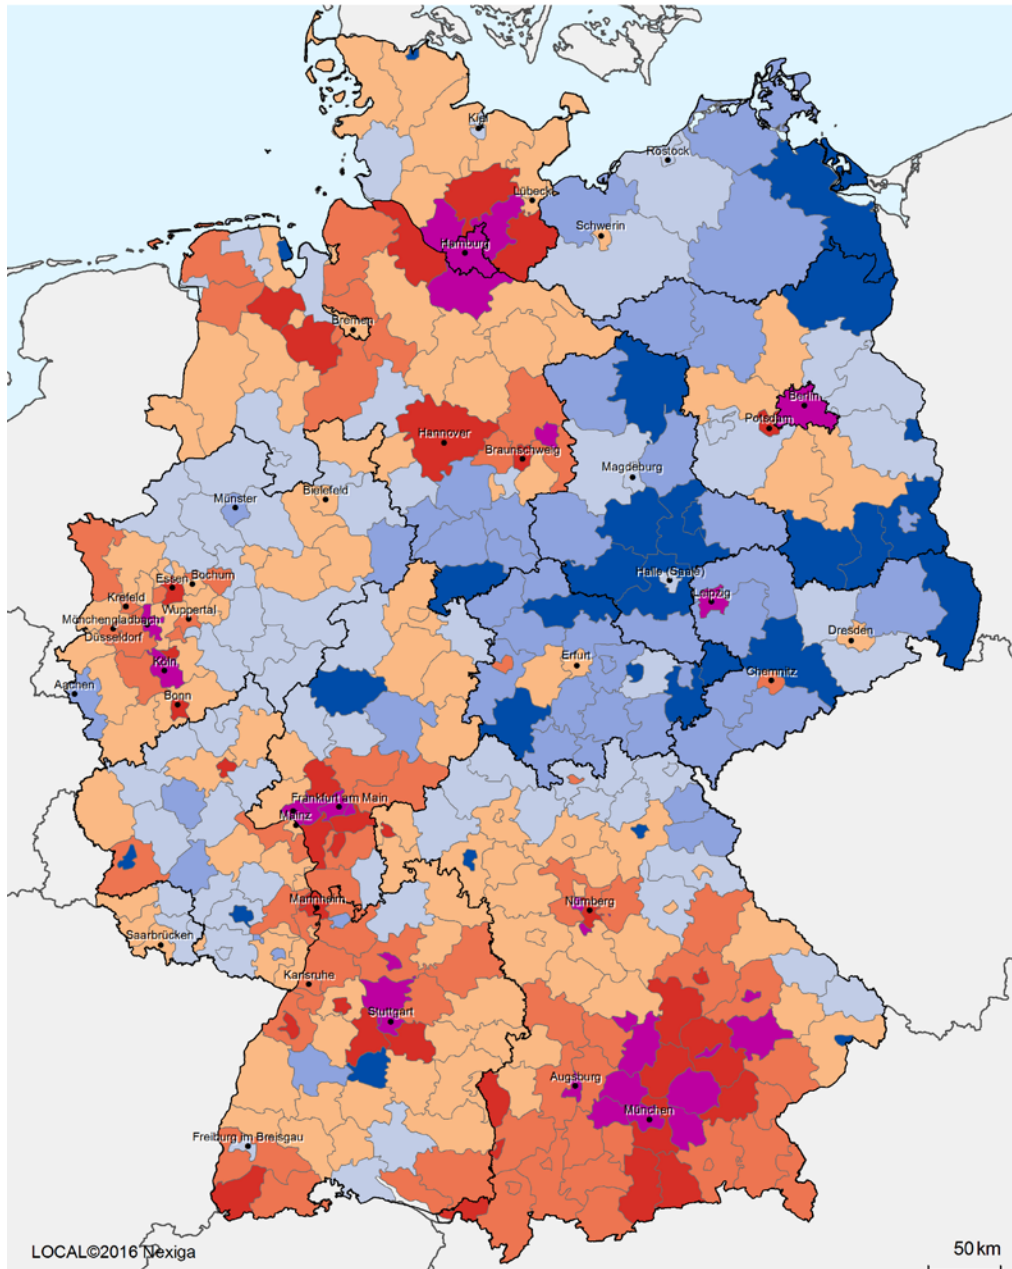 Kiel
Rostock
Lübeck
Schwerin
Hamburg
Bremen
Berlin
Potsdam
Hannover
Braunschweig
Magdeburg
Münster
Bielefeld
Essen
Bochum
Halle (Saale)
Leipzig
Krefeld
Wuppertal
Mönchengladbach
Düsseldorf
Dresden
Köln
Erfurt
Chemnitz
Aachen
Bonn
Frankfurt am Main
Mainz
Mannheim
Nürnberg
Saarbrücken
Karlsruhe
Stuttgart
Augsburg
München
Freiburg im Breisgau
LOCAL©2016 Nexiga
50 km